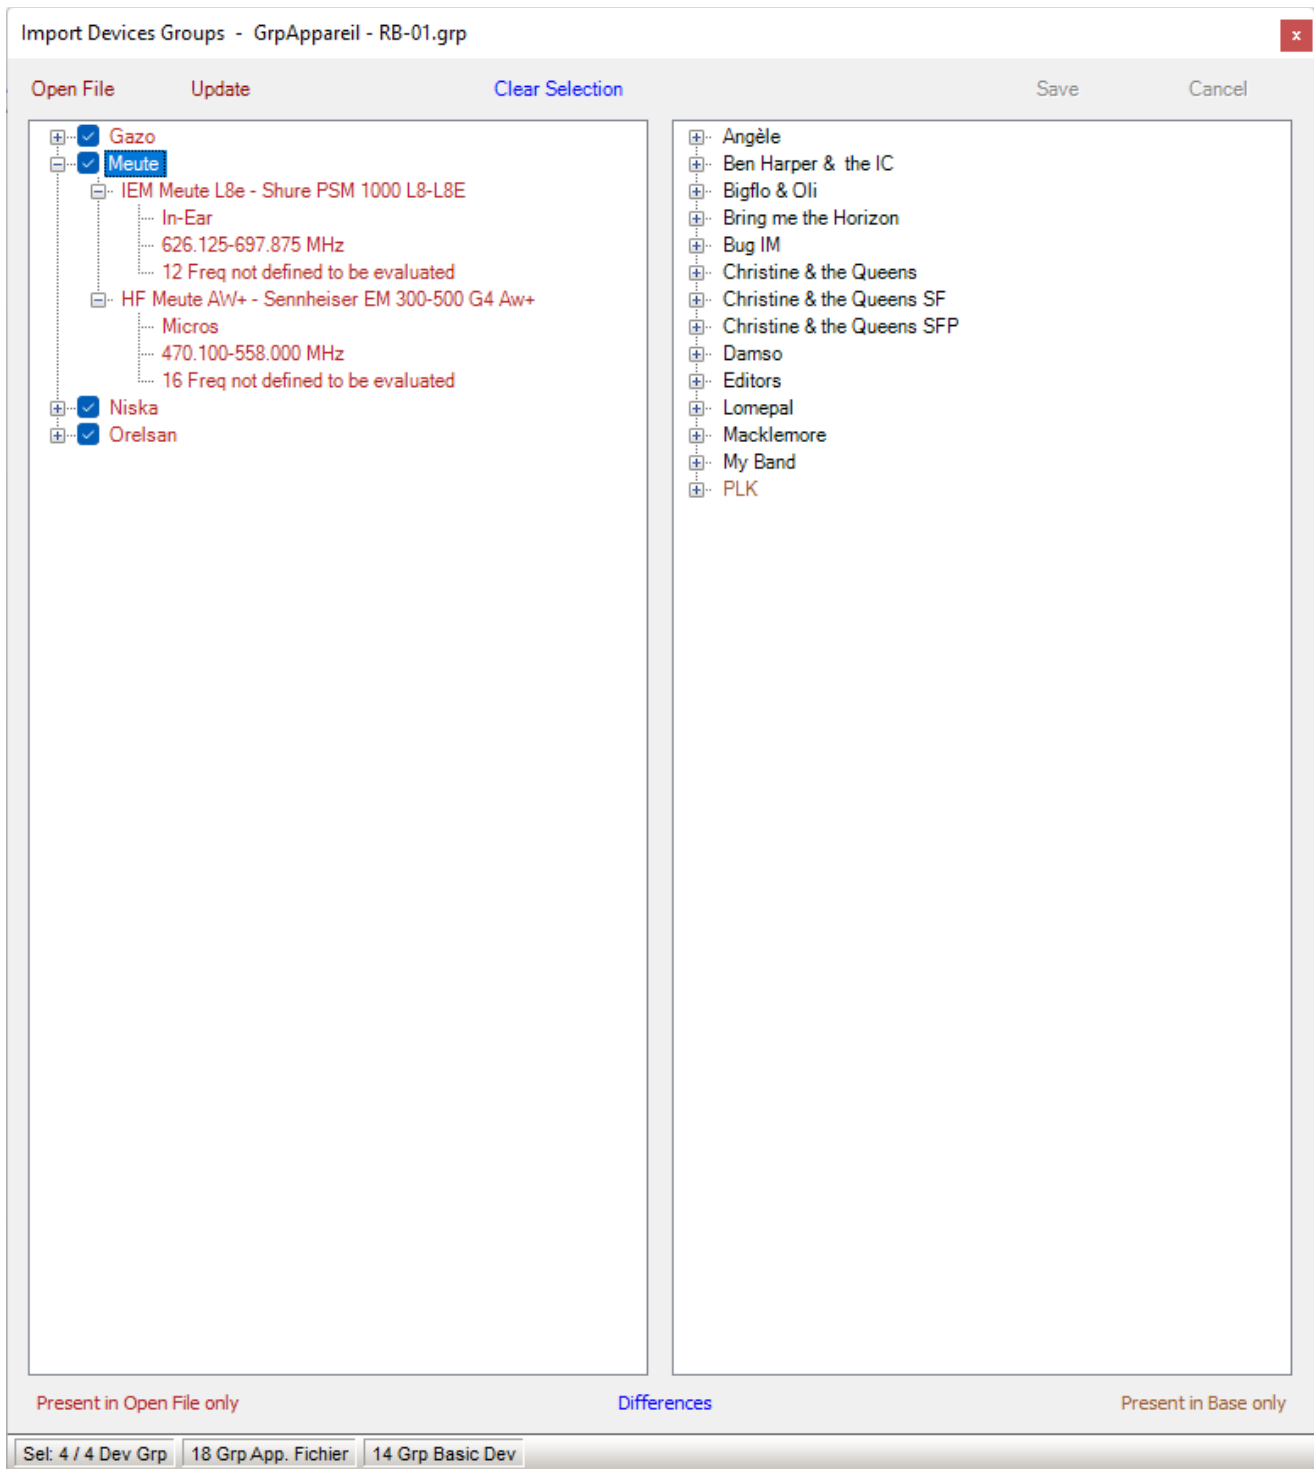 Import Devices Groups - GrpAppareil - RB-01.grp
x
Open File Update Clear Selection Save Cancel
Gazo
Meute
IEM Meute L8e - Shure PSM 1000 L8-L8E
In-Ear
626.125-697.875 MHz
12 Freq not defined to be evaluated
HF Meute AW+ - Sennheiser EM 300-500 G4 Aw+
Micros
470.100-558.000 MHz
16 Freq not defined to be evaluated
Niska
Orelsan
Angèle
Ben Harper & the IC
Bigflo & Oli
Bring me the Horizon
Bug IM
Christine & the Queens
Christine & the Queens SF
Christine & the Queens SFP
Damso
Editors
Lomepal
Macklemore
My Band
PLK
Present in Open File only Differences Present in Base only
Sel: 4 / 4 Dev Grp 18 Grp App. Fichier 14 Grp Basic Dev